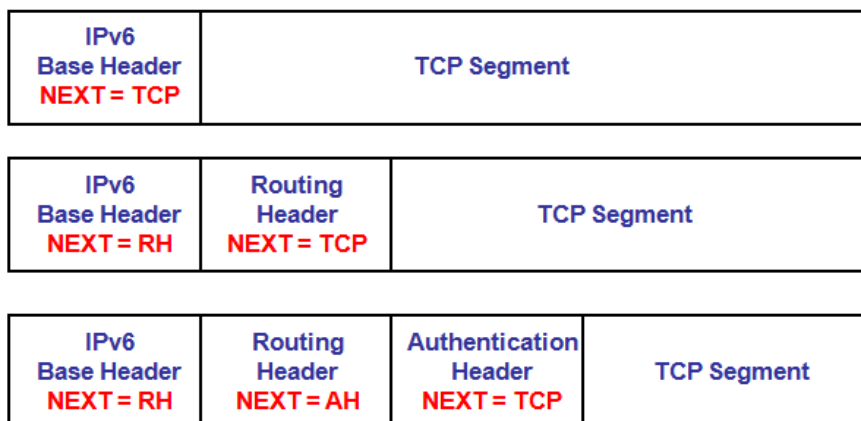 IPv6
Base Header
NEXT = TCP
TCP Segment
IPv6
Base Header
NEXT = RH
Routing
Header
NEXT = TCP
TCP Segment
IPv6
Base Header
NEXT = RH
Routing
Header
NEXT = AH
Authentication
Header
NEXT = TCP
TCP Segment